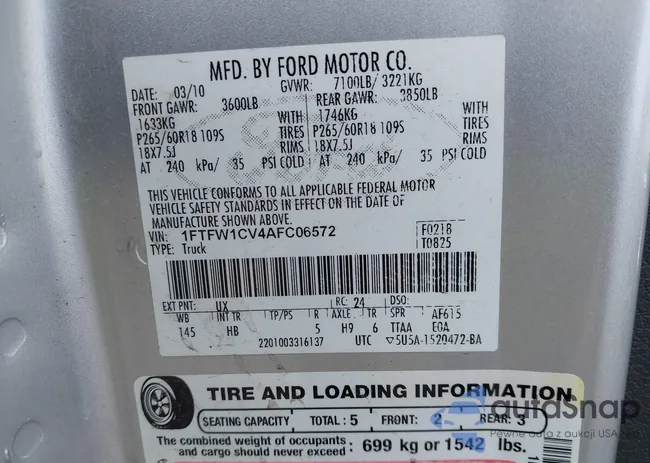 MFD. BY FORD MOTOR CO.
DATE: 03/10 GVWR: 7100LB/ 3221KG
FRONT GAWR: 3600LB REAR GAWR: 3850LB
1633KG WITH 1746KG WITH
P265/60R18 109S TIRES P265/60R18 109S TIRES
18X7.5J RIMS 18X7.5J RIMS
AT 240 kPa/ 35 PSI COLD AT 240 kPa/ 35 PSI COLD
THIS VEHICLE CONFORMS TO ALL APPLICABLE FEDERAL MOTOR
VEHICLE SAFETY STANDARDS IN EFFECT ON THE DATE OF
MANUFACTURE SHOWN ABOVE.
VIN: 1FTFW1CV4AFC06572 F0218
TYPE: Truck T0825
EXT PNT: UX RC: 24 DSO:
WB INT TR TP/PS R AXLE TR SPR AF615
145 HB 5 H9 6 TTAA E0A
2201003316137 UTC ▽5U5A-1520472-BA
TIRE AND LOADING INFORMATION
SEATING CAPACITY TOTAL: 5 FRONT: 2 REAR: 3
The combined weight of occupants
and cargo should never exceed: 699 kg or 1542 lbs.
auraSnap
Pewne auta z aukcji USA